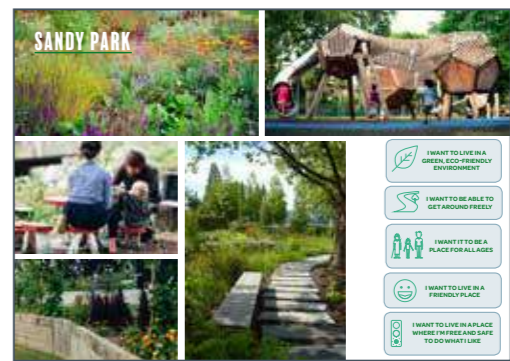 SANDY PARK
I WANT TO LIVE IN A
GREEN, ECO-FRIENDLY
ENVIRONMENT
I WANT TO BE ABLE TO
GET AROUND FREELY
I WANT IT TO BE A
PLACE FOR ALL AGES
I WANT TO LIVE IN A
FRIENDLY PLACE
I WANT TO LIVE IN A PLACE
WHERE I'M FREE AND SAFE
TO DO WHAT I LIKE